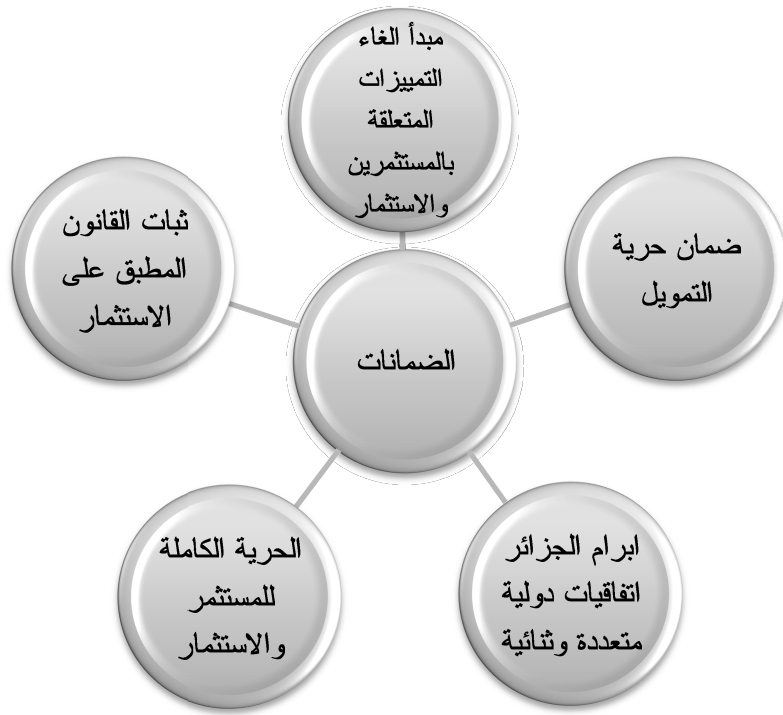 مبدأ الغاء
التمييزات
المتعلقة
بالمستثمرين
والاستثمار
ضمان حرية
التمويل
ثبات القانون
المطبق على
الاستثمار
الضمانات
ابرام الجزائر
اتفاقيات دولية
متعددة وثنائية
الحرية الكاملة
للمستثمر
والاستثمار